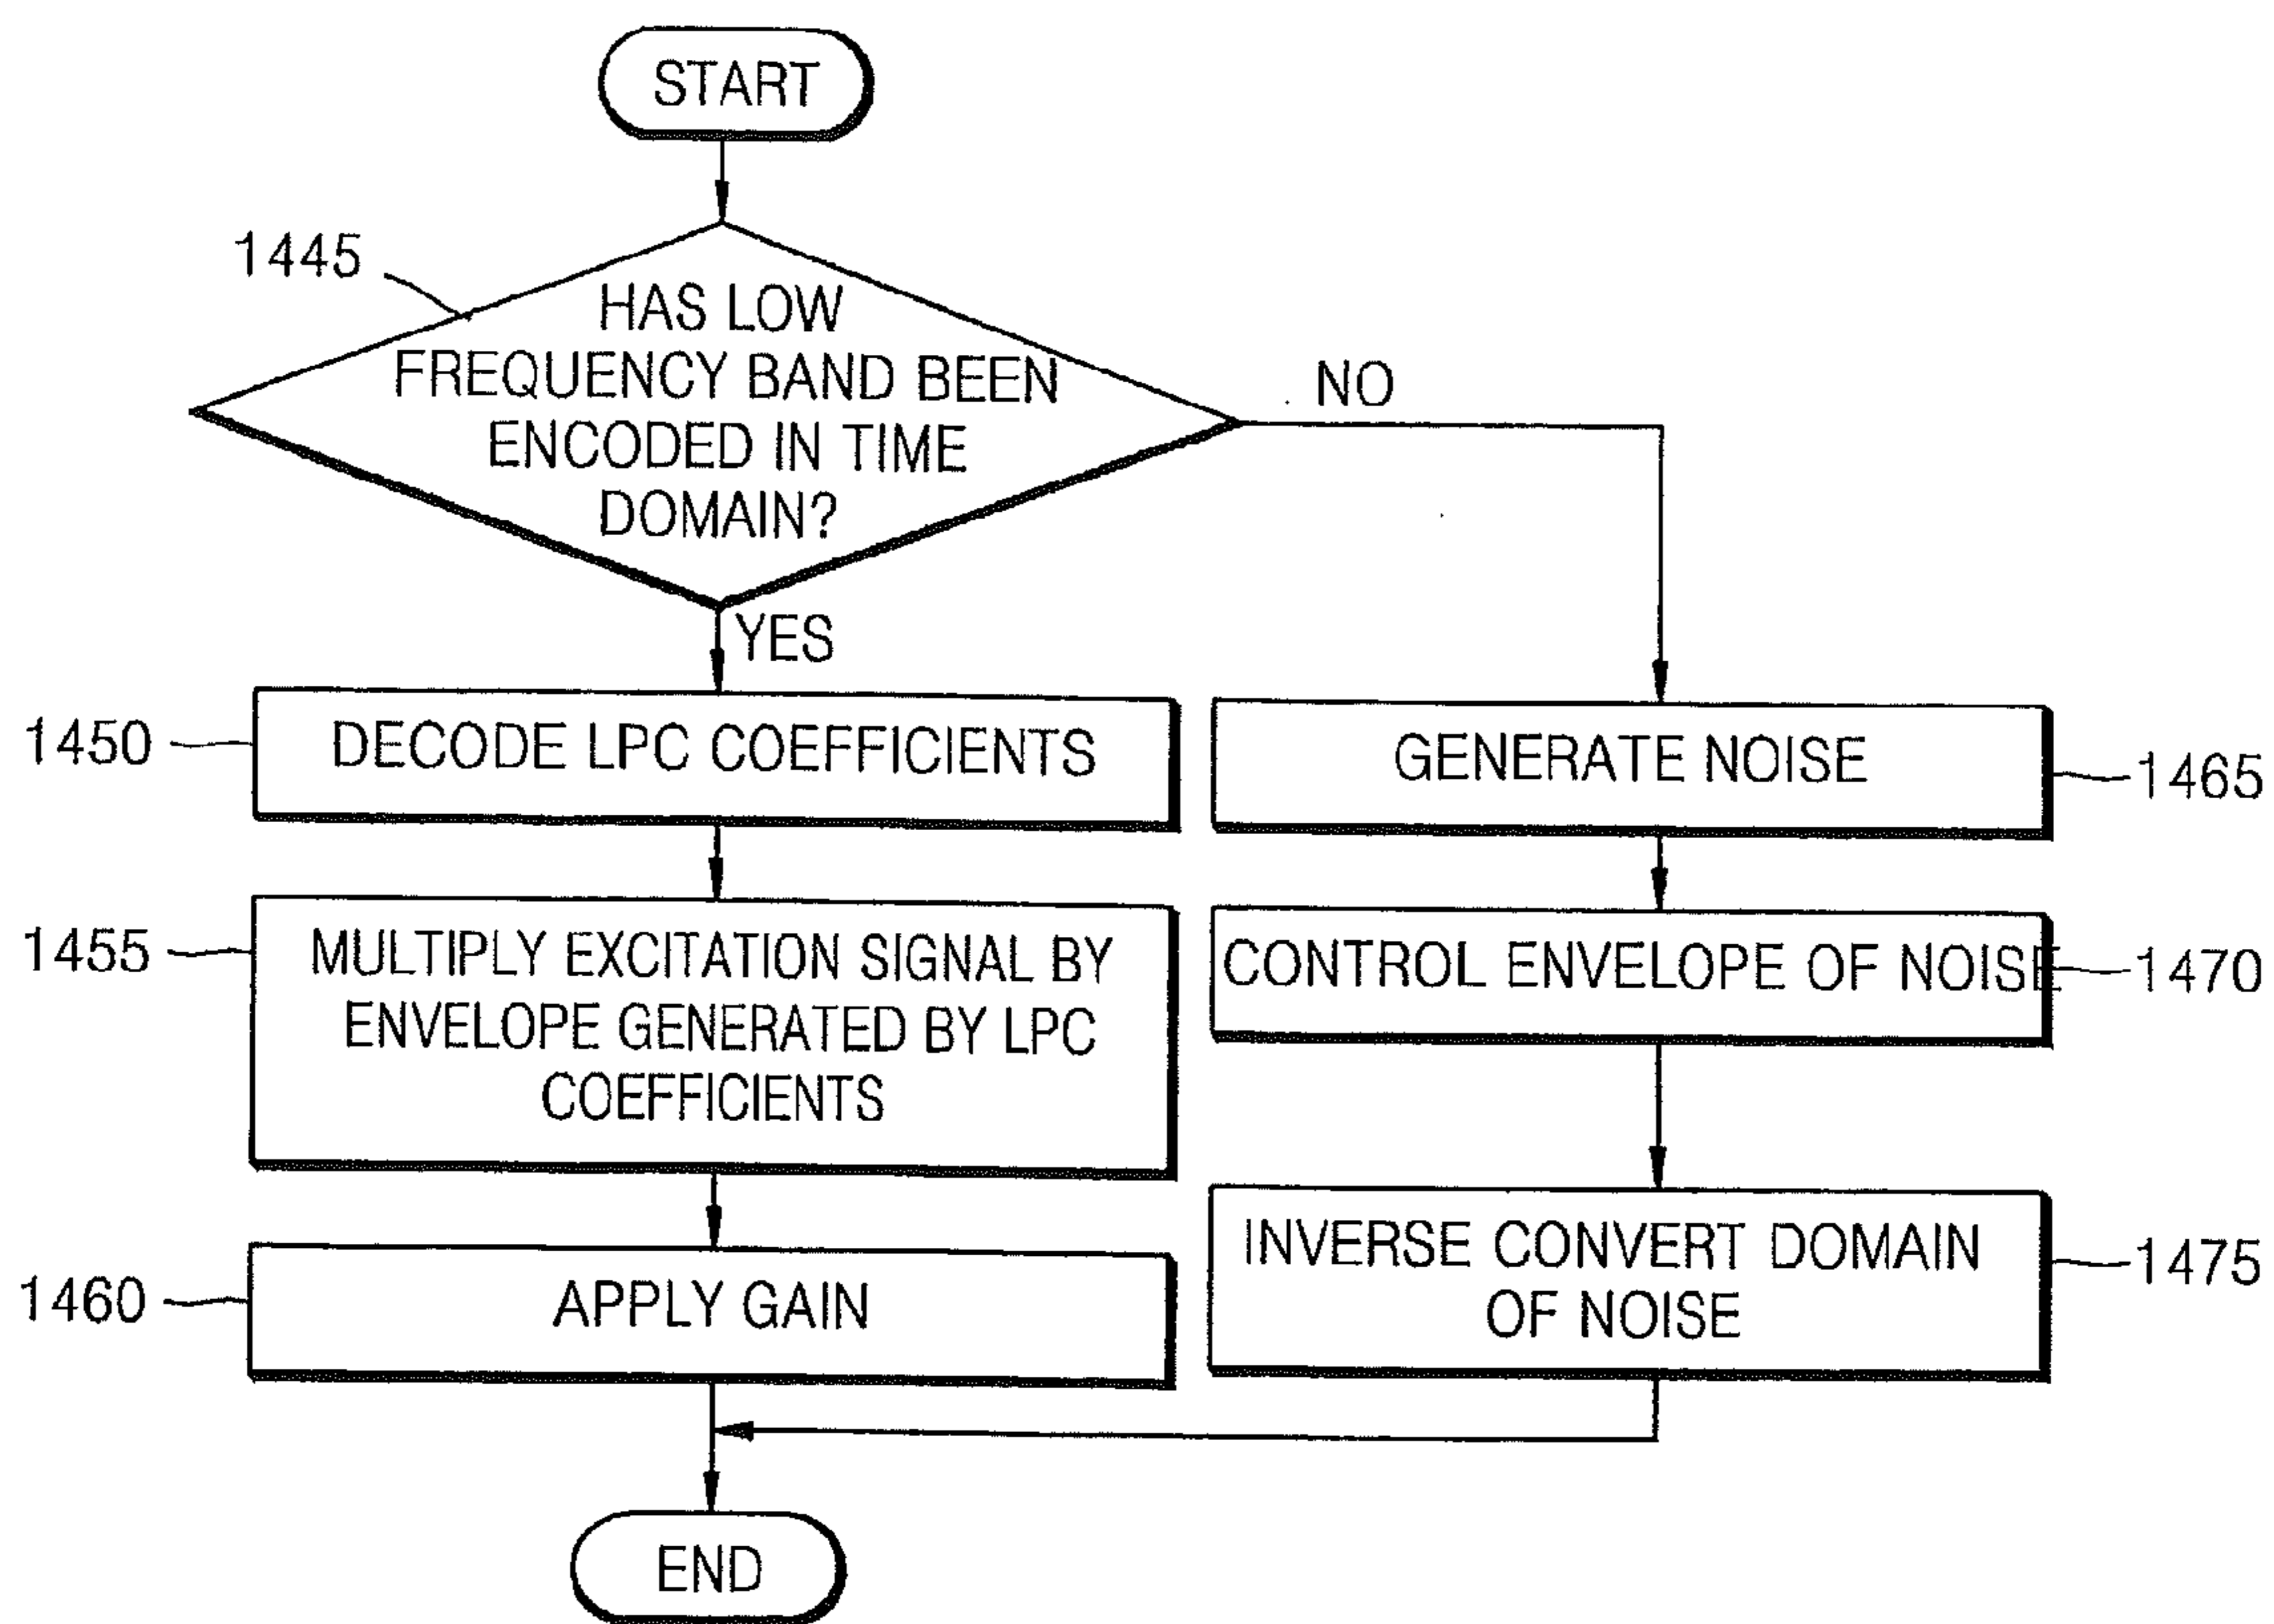 START
1445
HAS LOW
FREQUENCY BAND BEEN
ENCODED IN TIME
DOMAIN?
NO
YES
1450
DECODE LPC COEFFICIENTS
GENERATE NOISE
1465
1455
MULTIPLY EXCITATION SIGNAL BY
ENVELOPE GENERATED BY LPC
COEFFICIENTS
CONTROL ENVELOPE OF NOISE
1470
1460
APPLY GAIN
INVERSE CONVERT DOMAIN
OF NOISE
1475
END